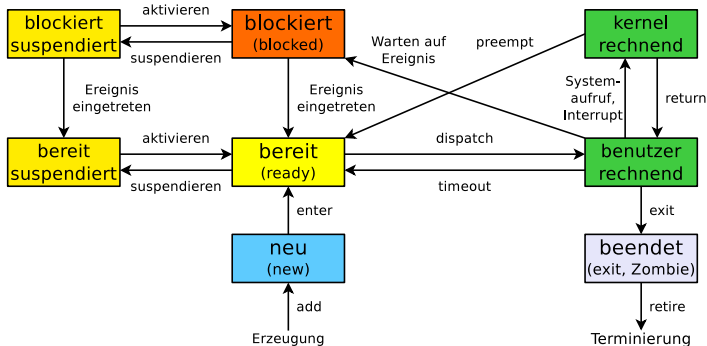 blockiert
suspendiert
aktivieren
suspendieren
blockiert
(blocked)
Warten auf
Ereignis
preempt
kernel
rechnend
Ereignis
eingetreten
Ereignis
eingetreten
System-
aufruf,
Interrupt
return
bereit
suspendiert
aktivieren
suspendieren
bereit
(ready)
dispatch
timeout
benutzer
rechnend
enter
exit
neu
(new)
beendet
(exit, Zombie)
add
retire
Erzeugung
Terminierung